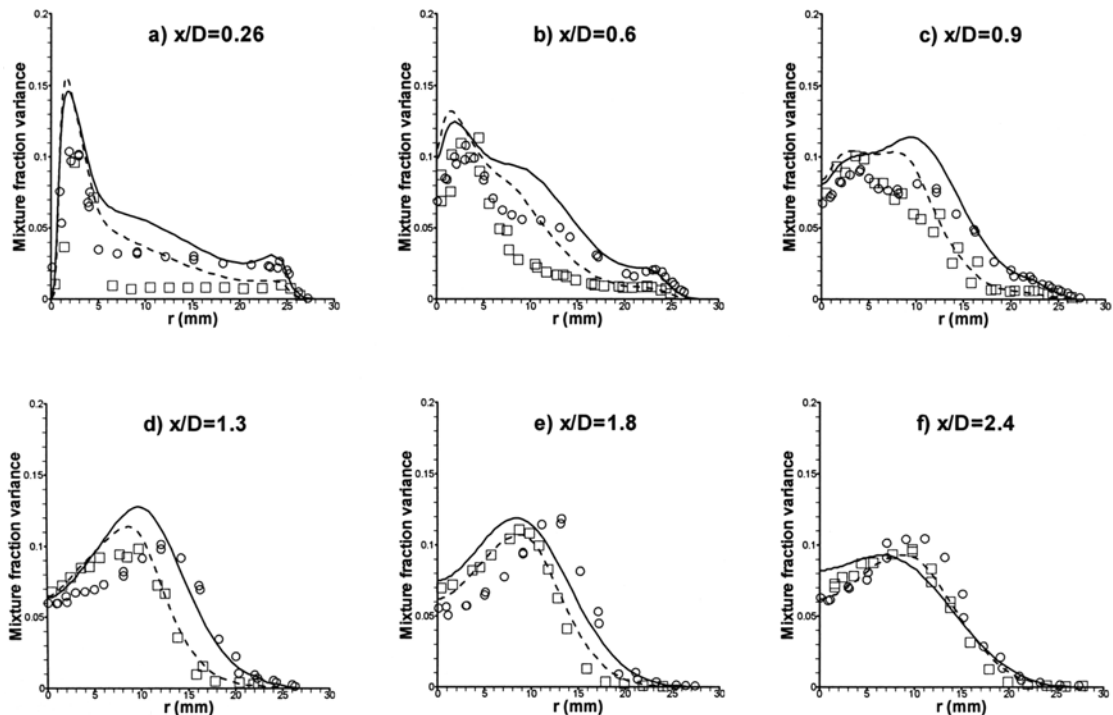 a) x/D=0.26
Mixture fraction variance
0.2
0.15
0.1
0.05
0
0 5 10 15 20 25 30
r (mm)
b) x/D=0.6
Mixture fraction variance
0.2
0.15
0.1
0.05
0
0 5 10 15 20 25 30
r (mm)
c) x/D=0.9
Mixture fraction variance
0.2
0.15
0.1
0.05
0
0 5 10 15 20 25 30
r (mm)
d) x/D=1.3
Mixture fraction variance
0.2
0.15
0.1
0.05
0
0 5 10 15 20 25 30
r (mm)
e) x/D=1.8
Mixture fraction variance
0.2
0.15
0.1
0.05
0
0 5 10 15 20 25 30
r (mm)
f) x/D=2.4
Mixture fraction variance
0.2
0.15
0.1
0.05
0
0 5 10 15 20 25 30
r (mm)